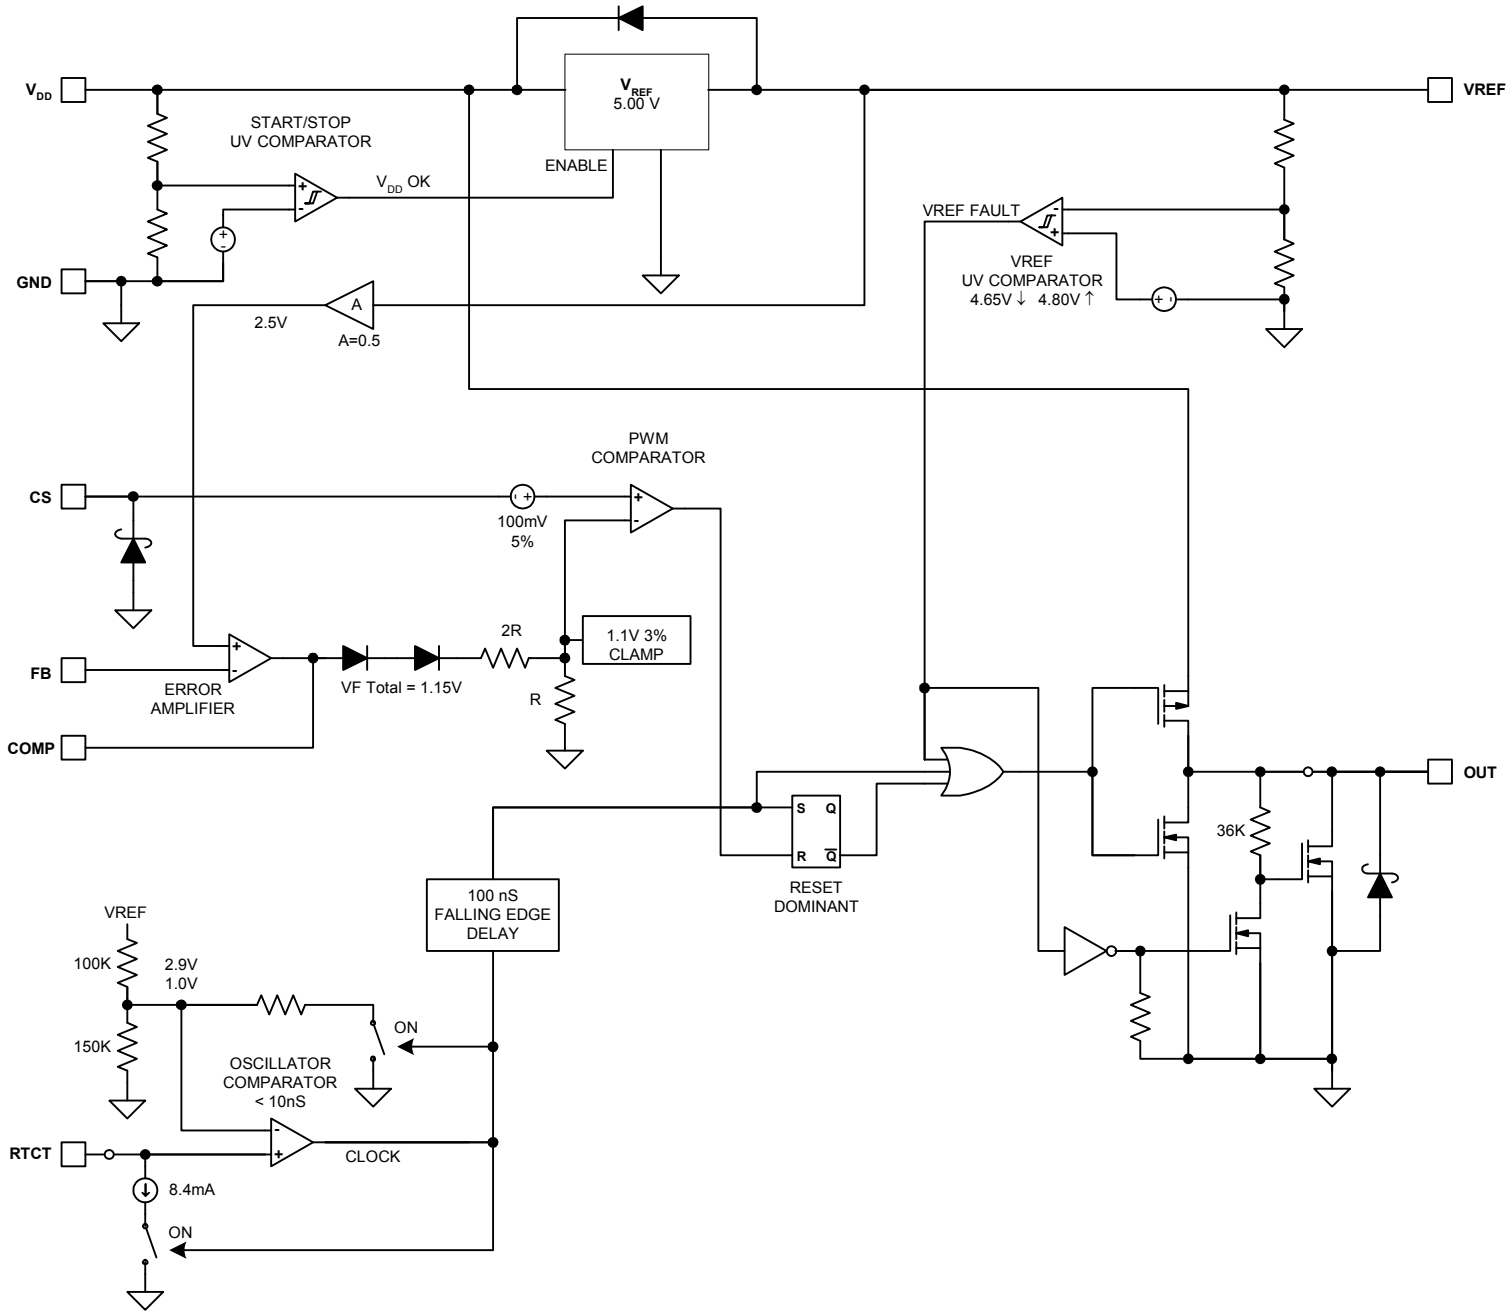 V_DD
V_REF
5.00 V
VREF
START/STOP
UV COMPARATOR
ENABLE
+
-
V_DD OK
+
-
GND
VREF FAULT
-
+
VREF
UV COMPARATOR
4.65V ↓ 4.80V ↑
+ -
2.5V
A
A=0.5
PWM
COMPARATOR
CS
- +
100mV
5%
+
-
2R
1.1V 3%
CLAMP
+
-
FB
ERROR
AMPLIFIER
VF Total = 1.15V
R
COMP
OUT
S Q
R Q̅
RESET
DOMINANT
36K
100 nS
FALLING EDGE
DELAY
VREF
100K
2.9V
1.0V
150K
ON
OSCILLATOR
COMPARATOR
< 10nS
-
+
RTCT
CLOCK
8.4mA
ON